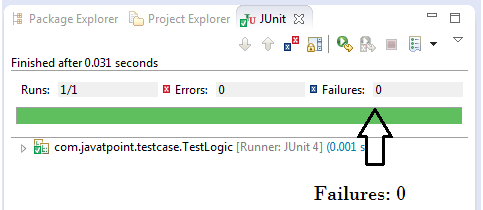 Package Explorer Project Explorer JUnit
Finished after 0.031 seconds
Runs: 1/1 Errors: 0 Failures: 0
com.javatpoint.testcase.TestLogic [Runner: JUnit 4] (0.001 s
Failures: 0